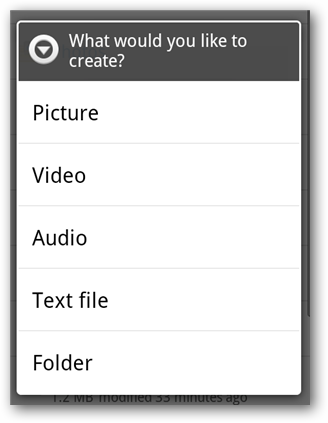 What would you like to
create?
Picture
Video
Audio
Text file
Folder
1.2 MB modified 33 minutes ago